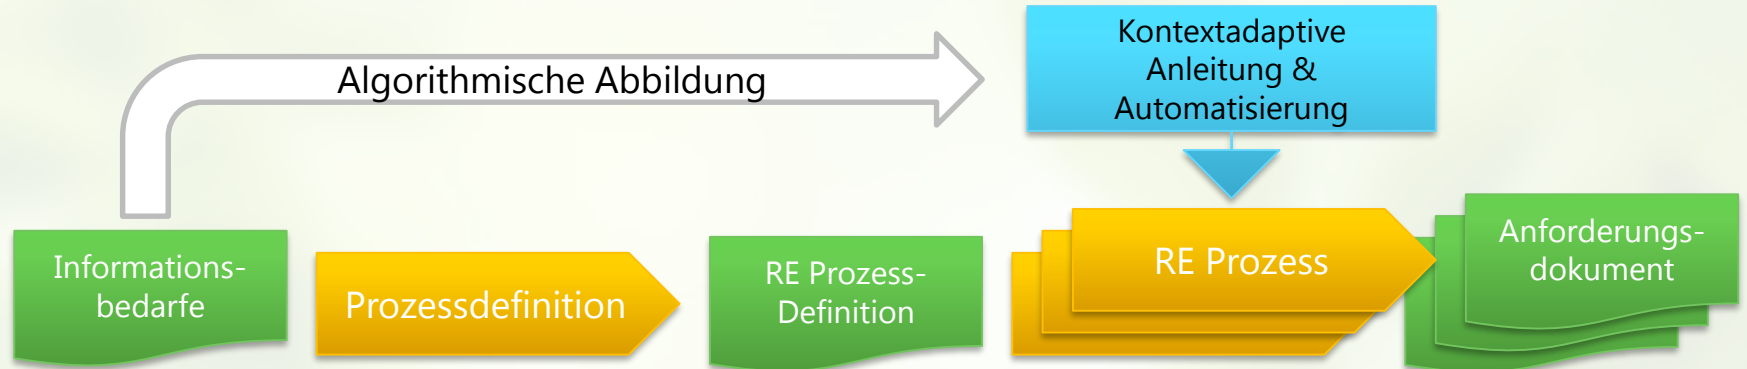 Algorithmische Abbildung
Kontextadaptive
Anleitung &
Automatisierung
Informations-
bedarfe
Prozessdefinition
RE Prozess-
Definition
RE Prozess
Anforderungs-
dokument